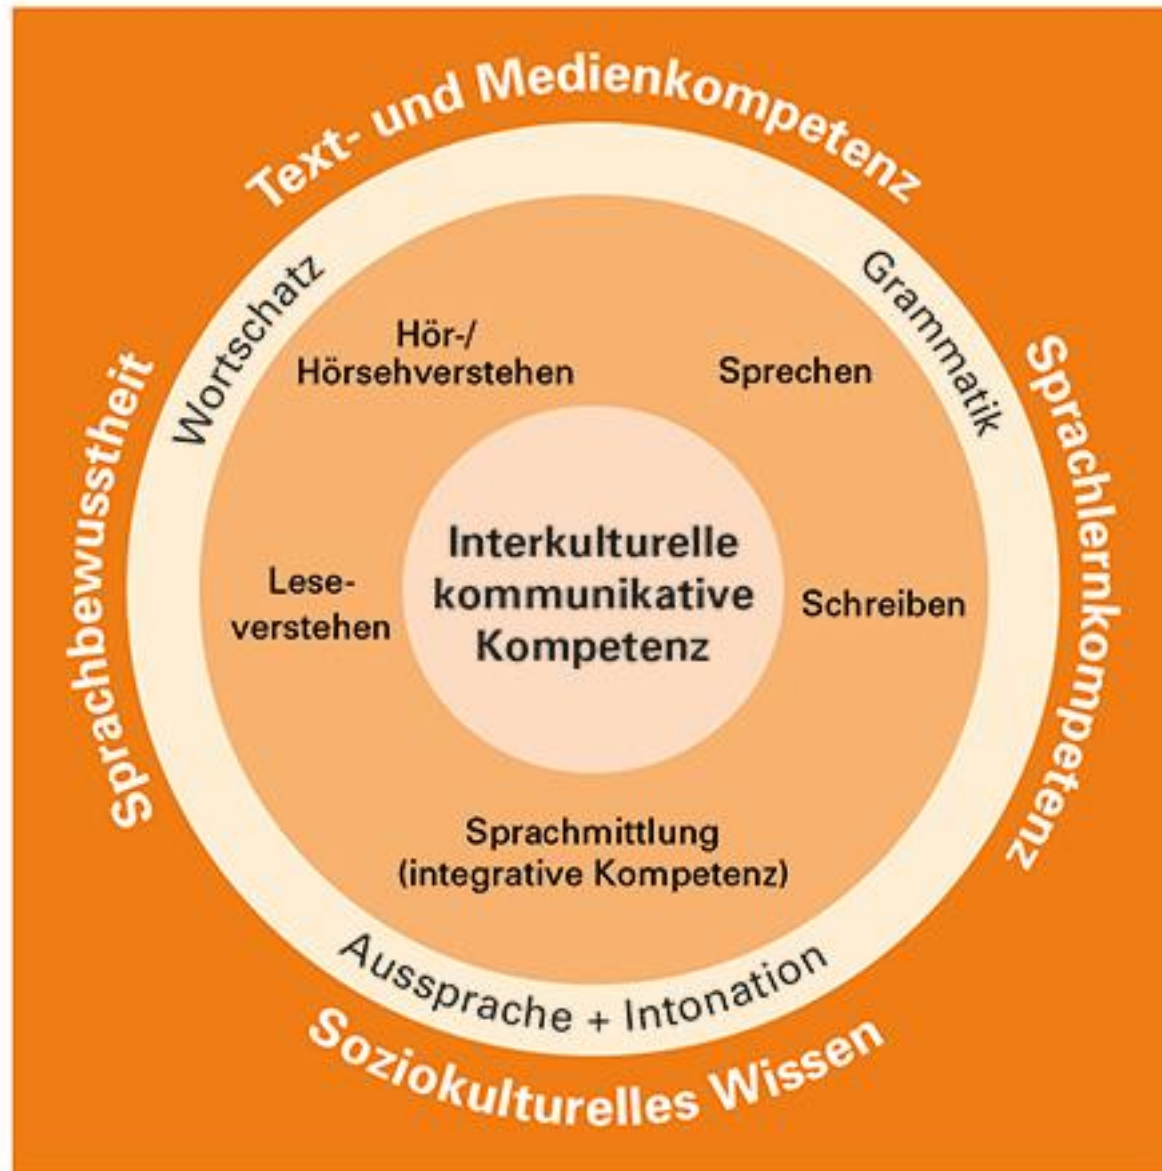 Text- und Medienkompetenz
Wortschatz
Grammatik
Hör-/
Hörsehverstehen
Sprechen
Sprachbewusstheit
Sprachlernkompetenz
Interkulturelle
kommunikative
Kompetenz
Lese-
verstehen
Schreiben
Sprachmittlung
(integrative Kompetenz)
Aussprache + Intonation
Soziokulturelles Wissen